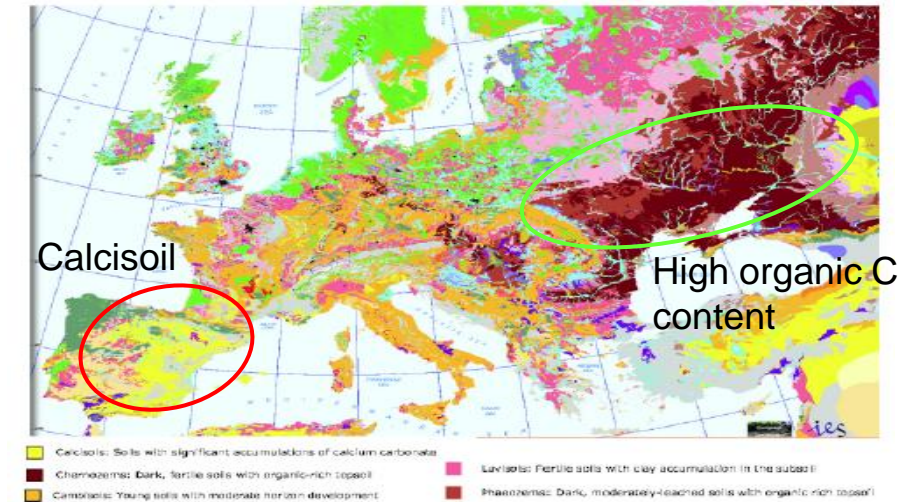 Calcisoil
High organic C
content
ies
Calcisols: Soils with significant accumulations of calcium carbonate
Chernozems: Dark, fertile soils with organic-rich topsoil
Cambisols: Young soils with moderate horizon development
Luvisols: Fertile soils with clay accumulation in the subsoil
Phaeozems: Dark, moderately-leached soils with organic rich topsoil